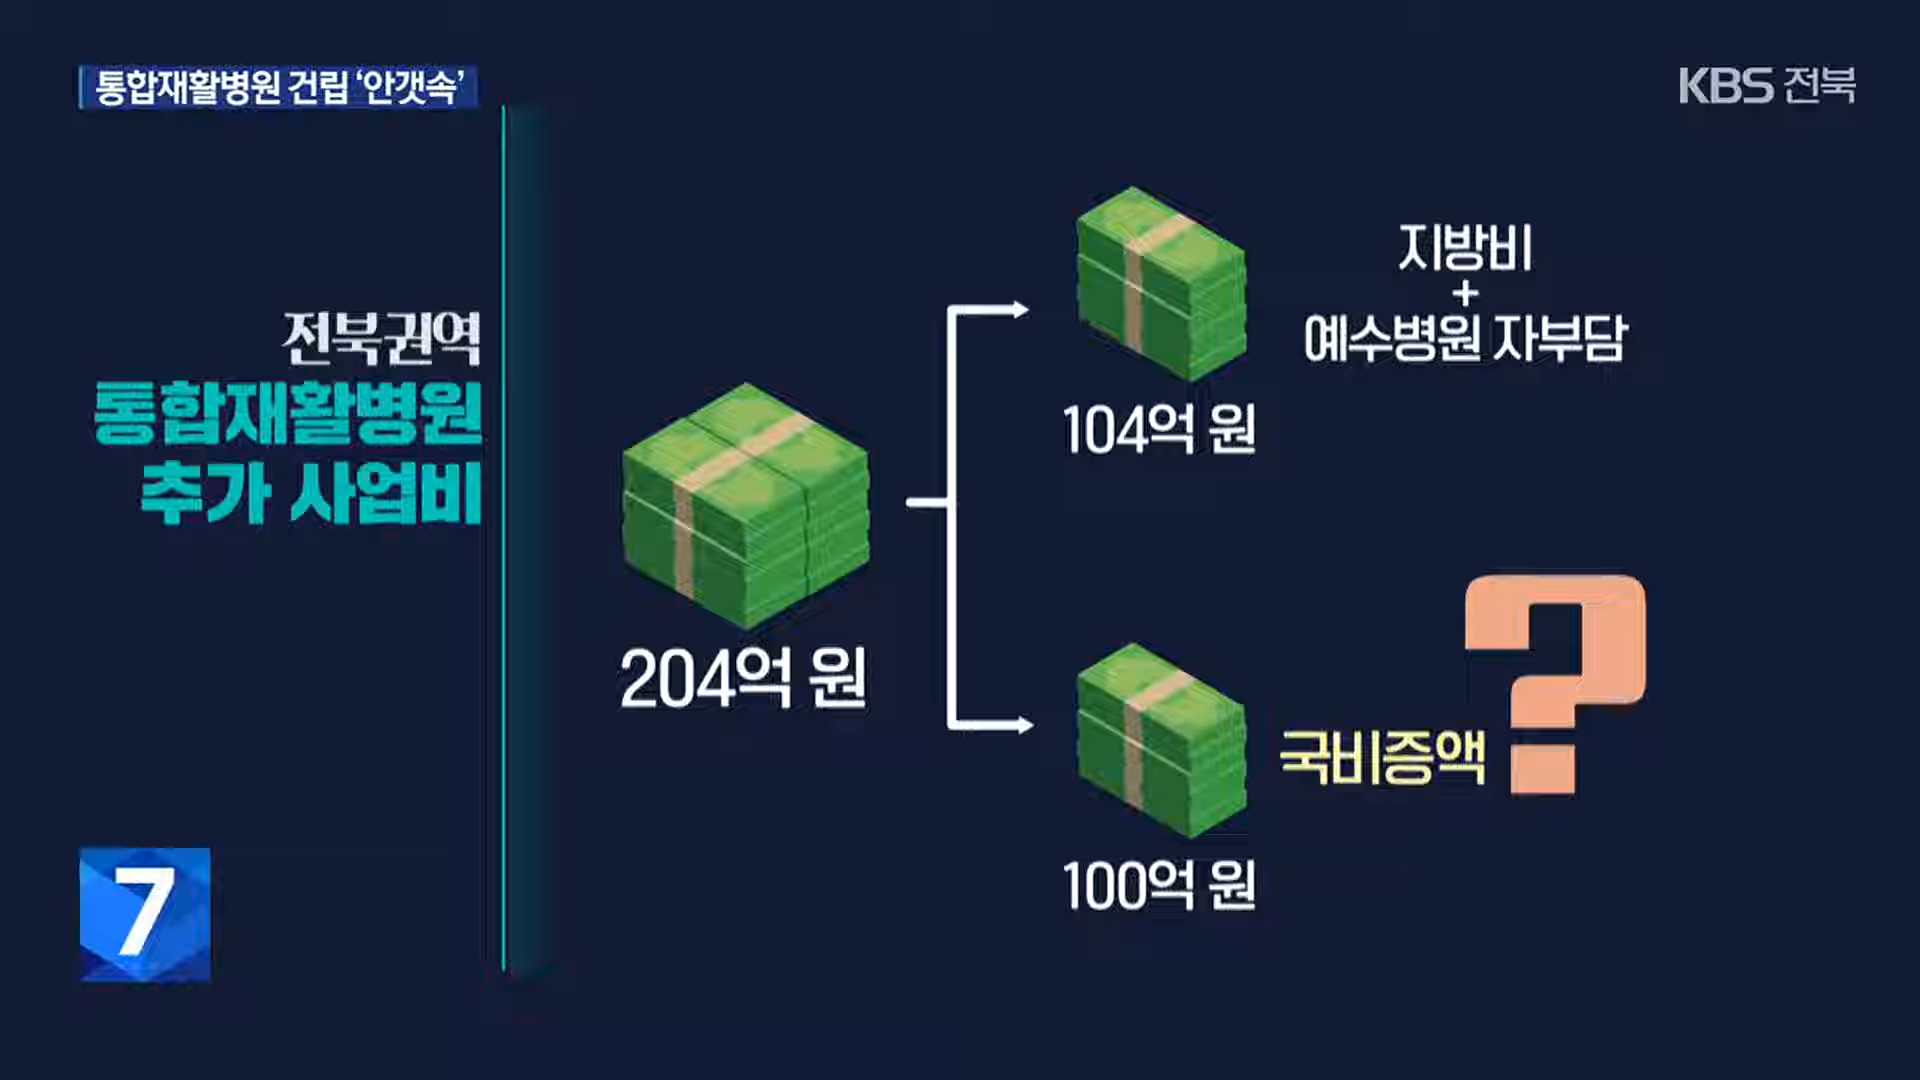 통합재활병원 건립 ‘안갯속’
KBS 전북
전북권역
통합재활병원
추가 사업비
204억 원
104억 원
지방비
+
예수병원 자부담
100억 원
국비증액
?
7